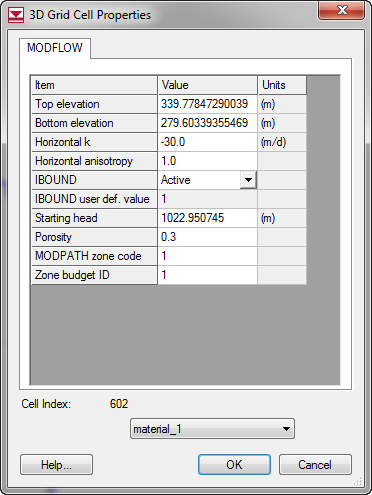 3D Grid Cell Properties
MODFLOW
Item Value Units
Top elevation 339.77847290039 (m)
Bottom elevation 279.60339355469 (m)
Horizontal k -30.0 (m/d)
Horizontal anisotropy 1.0
IBOUND Active
IBOUND user def. value 1
Starting head 1022.950745 (m)
Porosity 0.3
MODPATH zone code 1
Zone budget ID 1
Cell Index: 602
material_1
Help... OK Cancel